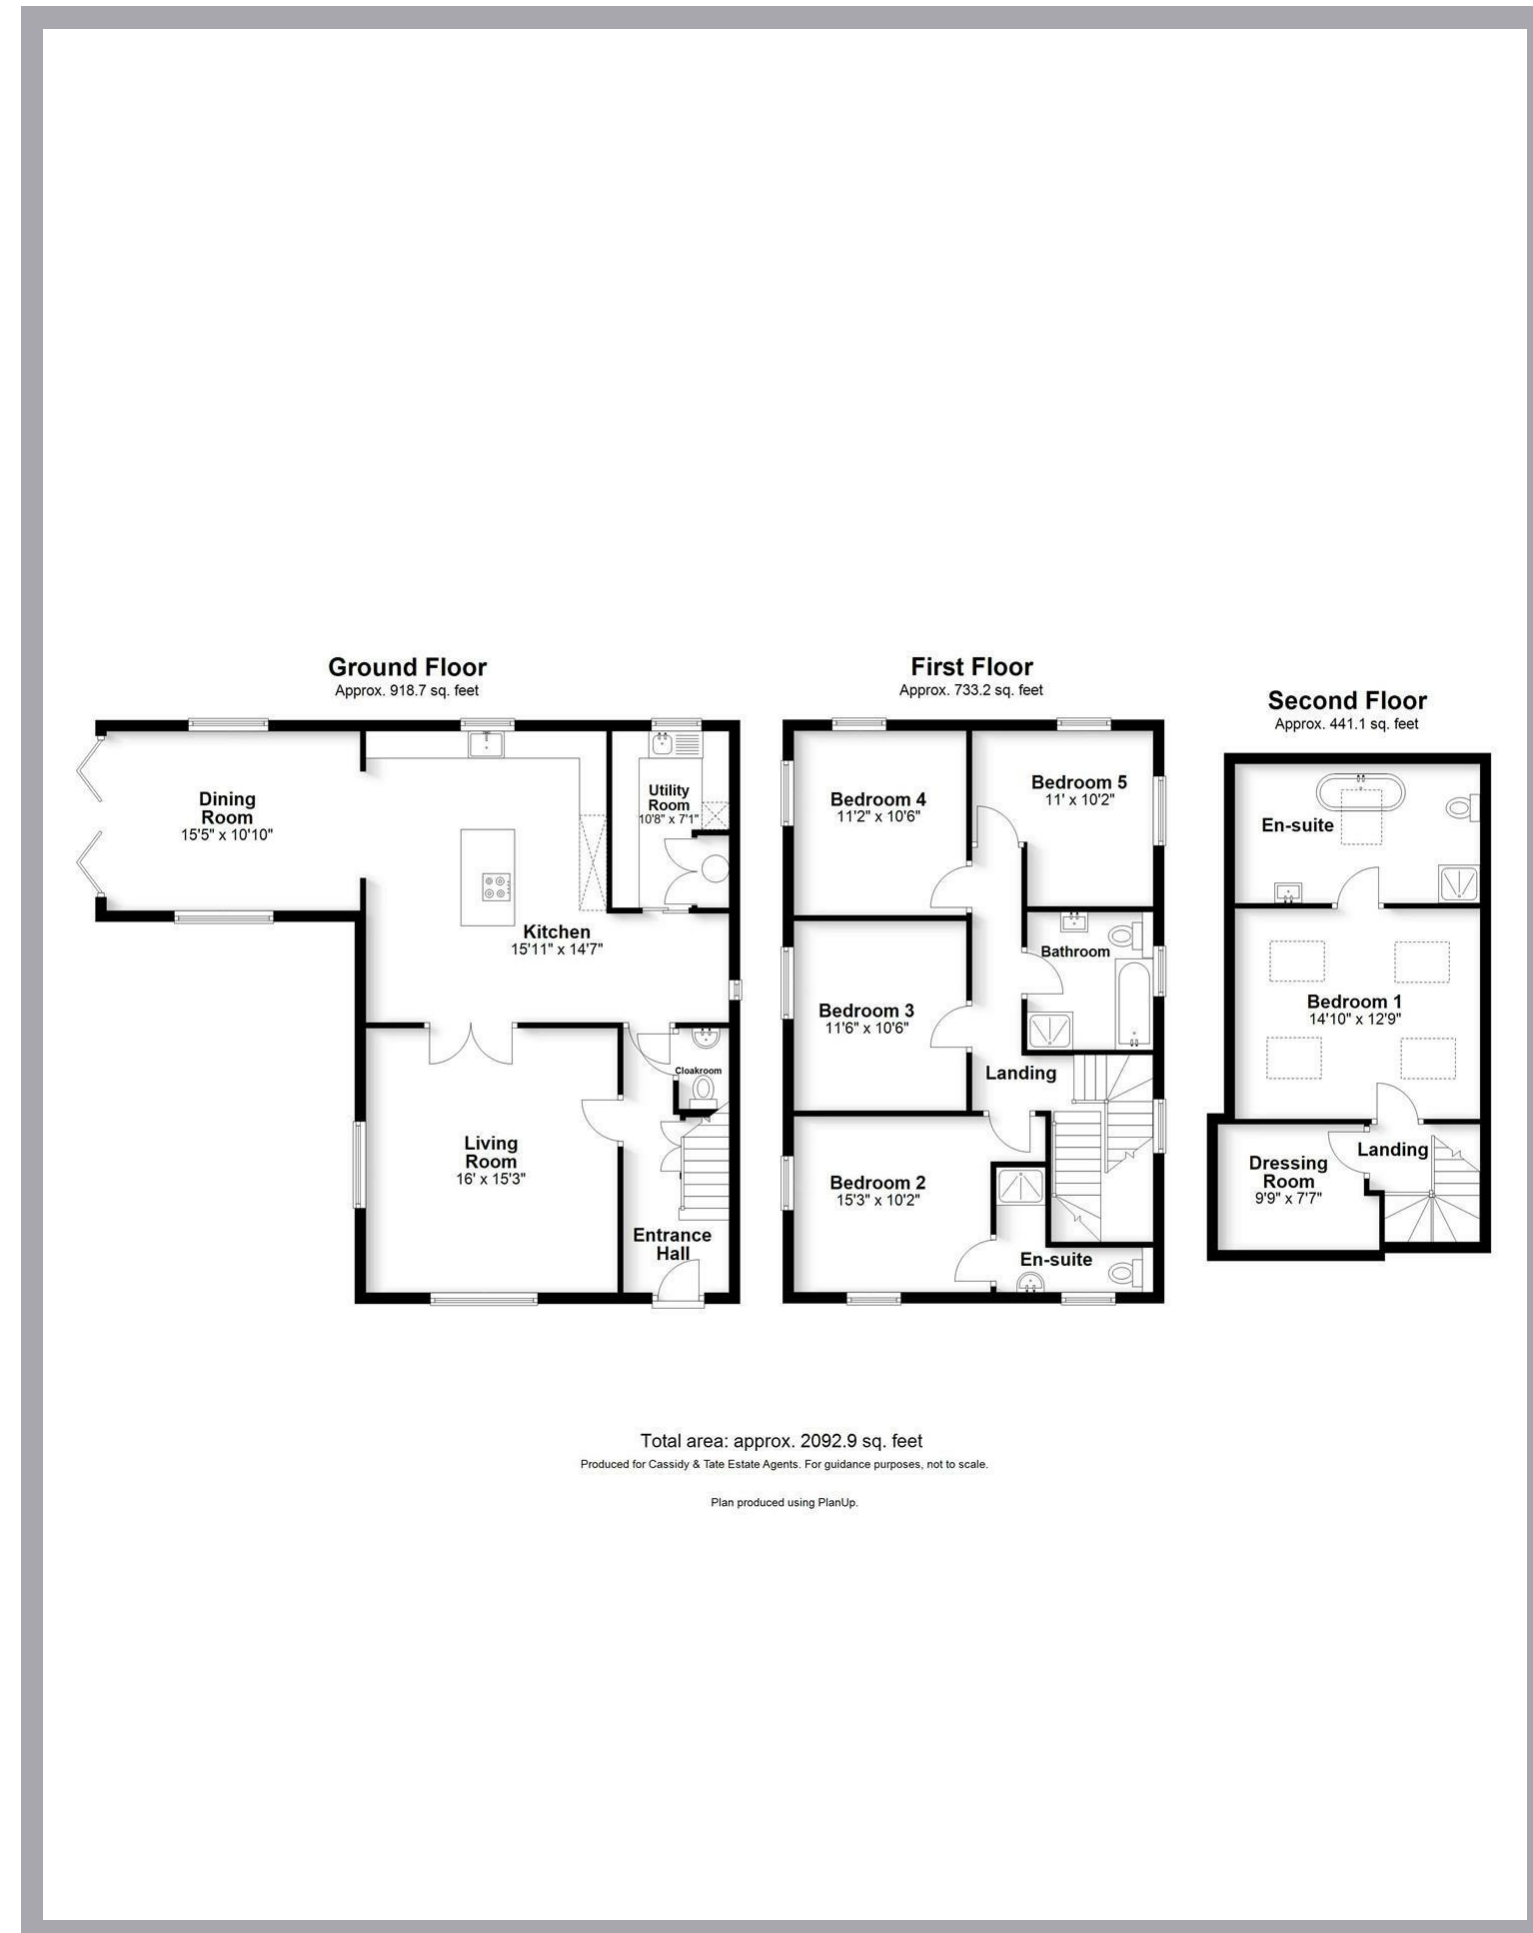 Ground Floor
Approx. 918.7 sq. feet
Dining
Room
15'5" x 10'10"
Utility
Room
10'8" x 7'1"
Kitchen
15'11" x 14'7"
Cloakroom
Living
Room
16' x 15'3"
Entrance
Hall
First Floor
Approx. 733.2 sq. feet
Bedroom 4
11'2" x 10'6"
Bedroom 5
11' x 10'2"
Bathroom
Bedroom 3
11'6" x 10'6"
Landing
Bedroom 2
15'3" x 10'2"
En-suite
Second Floor
Approx. 441.1 sq. feet
En-suite
Bedroom 1
14'10" x 12'9"
Landing
Dressing
Room
9'9" x 7'7"
Total area: approx. 2092.9 sq. feet
Produced for Cassidy & Tate Estate Agents. For guidance purposes, not to scale.
Plan produced using PlanUp.